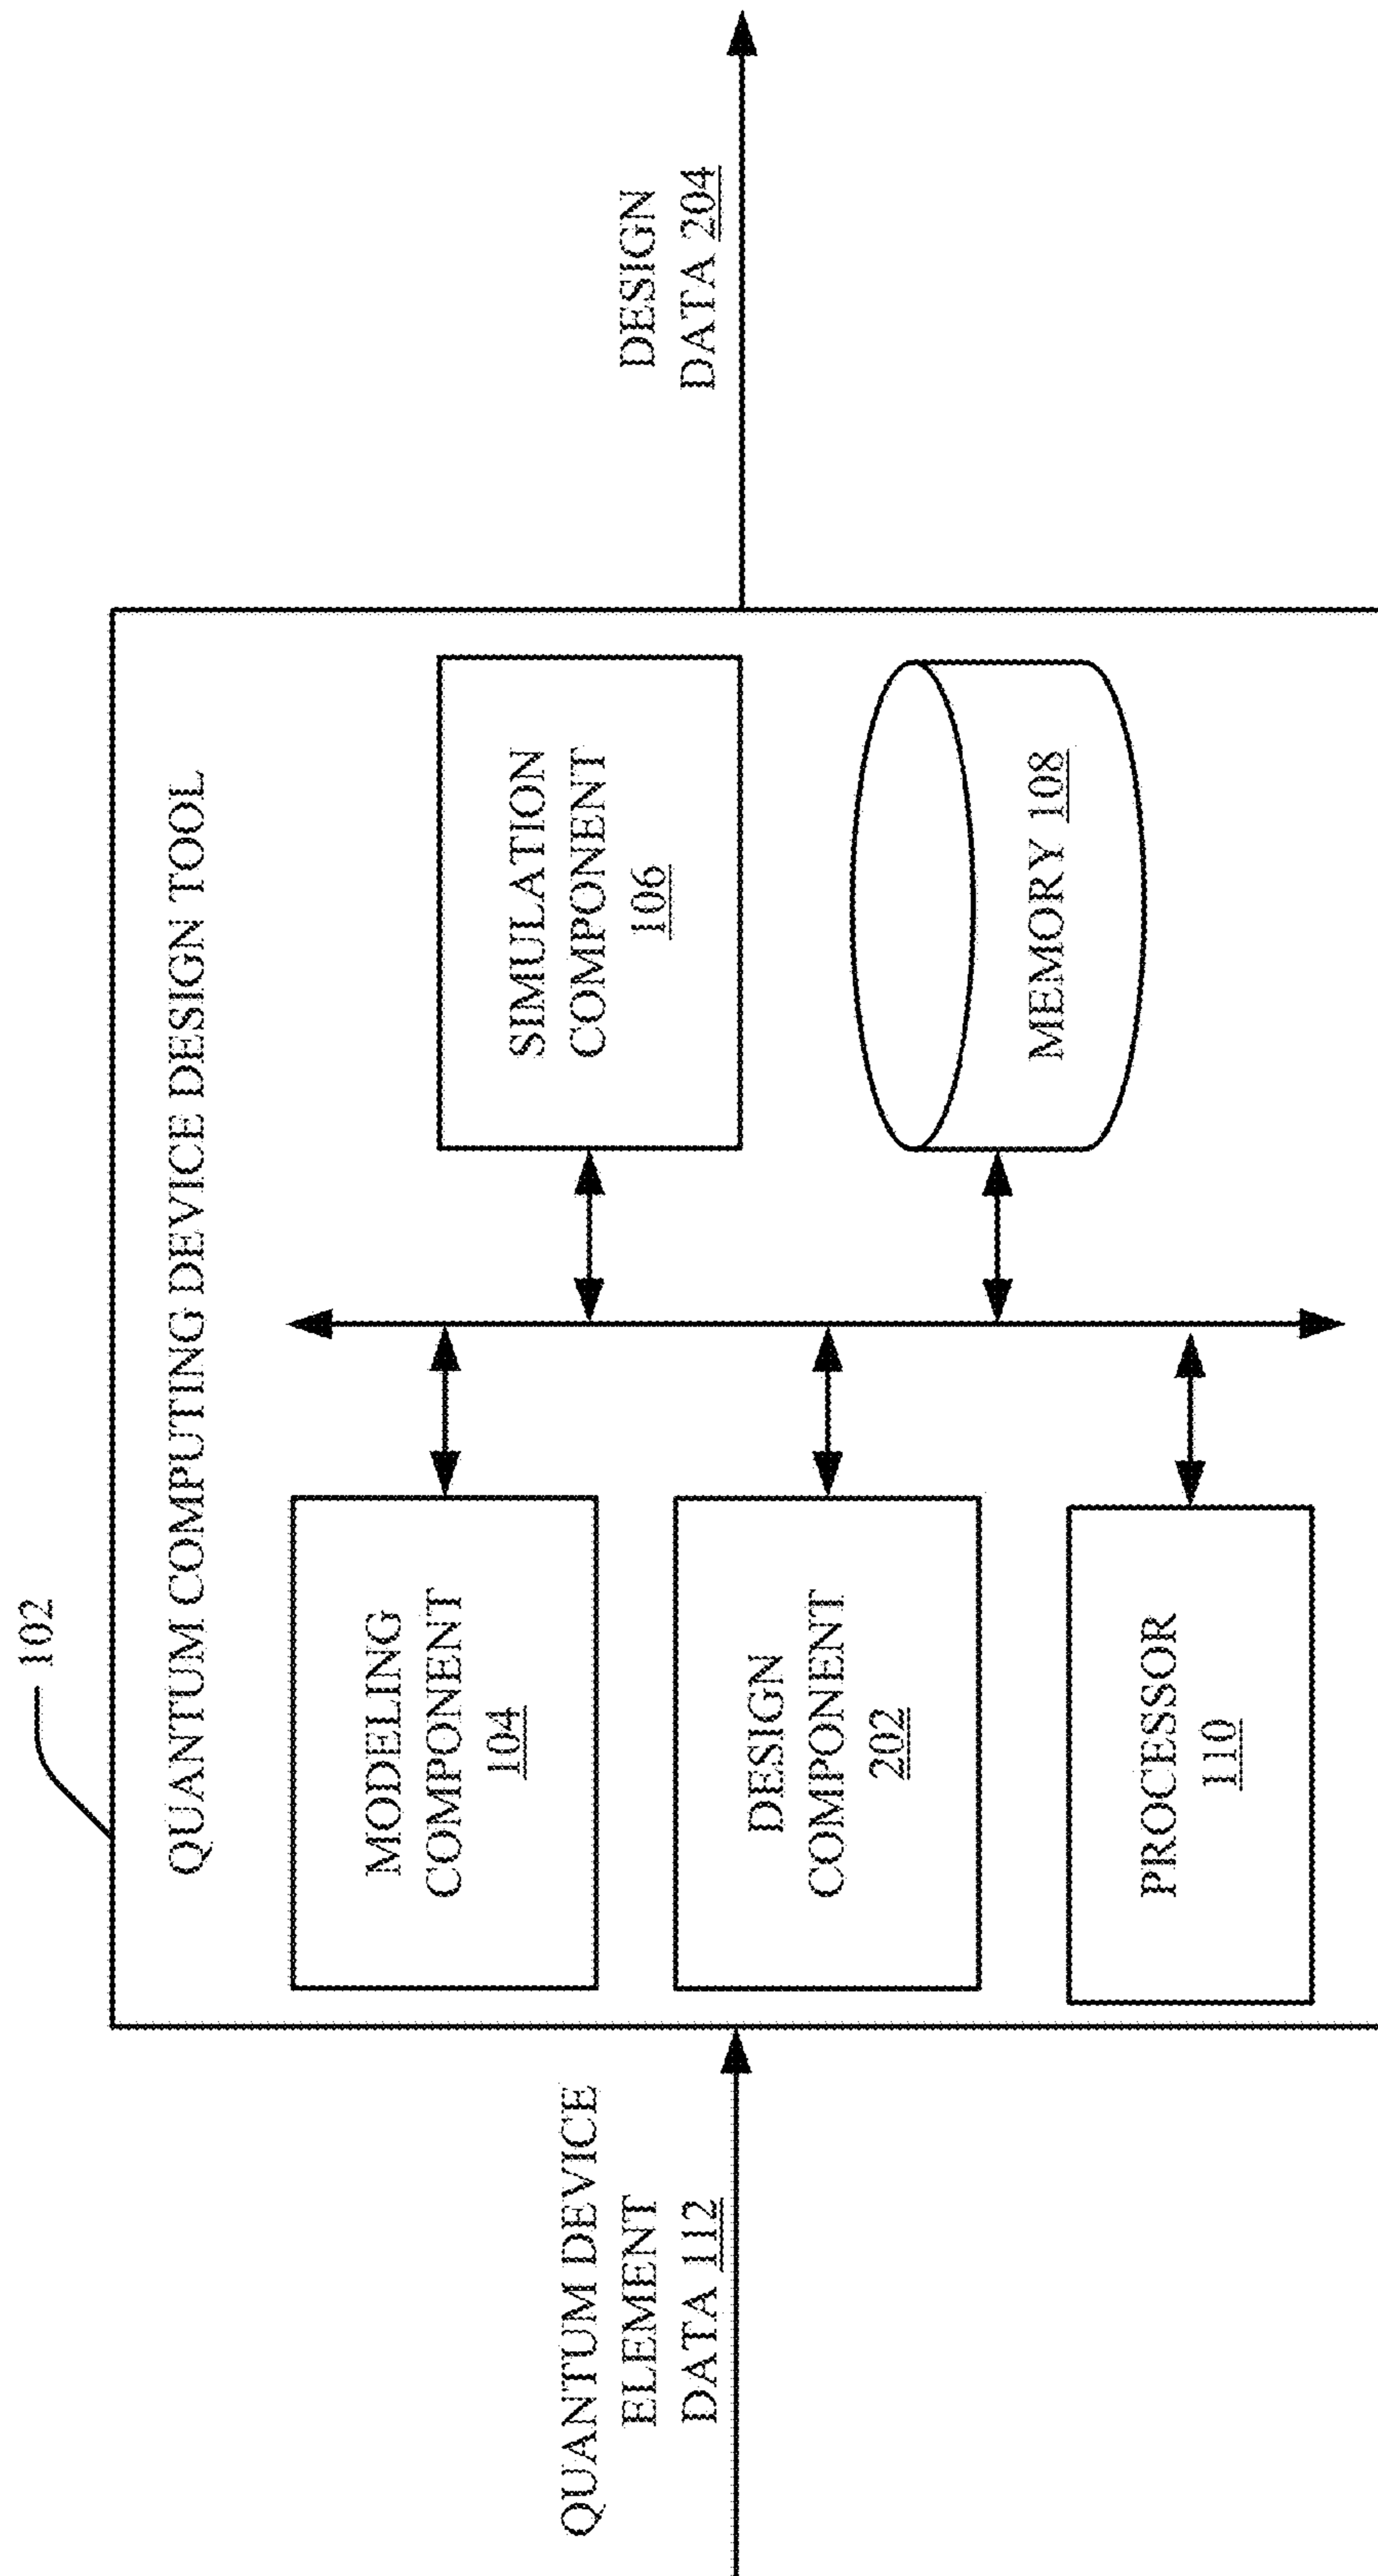 102
QUANTUM COMPUTING DEVICE DESIGN TOOL
QUANTUM DEVICE
ELEMENT
DATA 112
MODELING
COMPONENT
104
DESIGN
COMPONENT
202
PROCESSOR
110
SIMULATION
COMPONENT
106
MEMORY 108
DESIGN
DATA 204